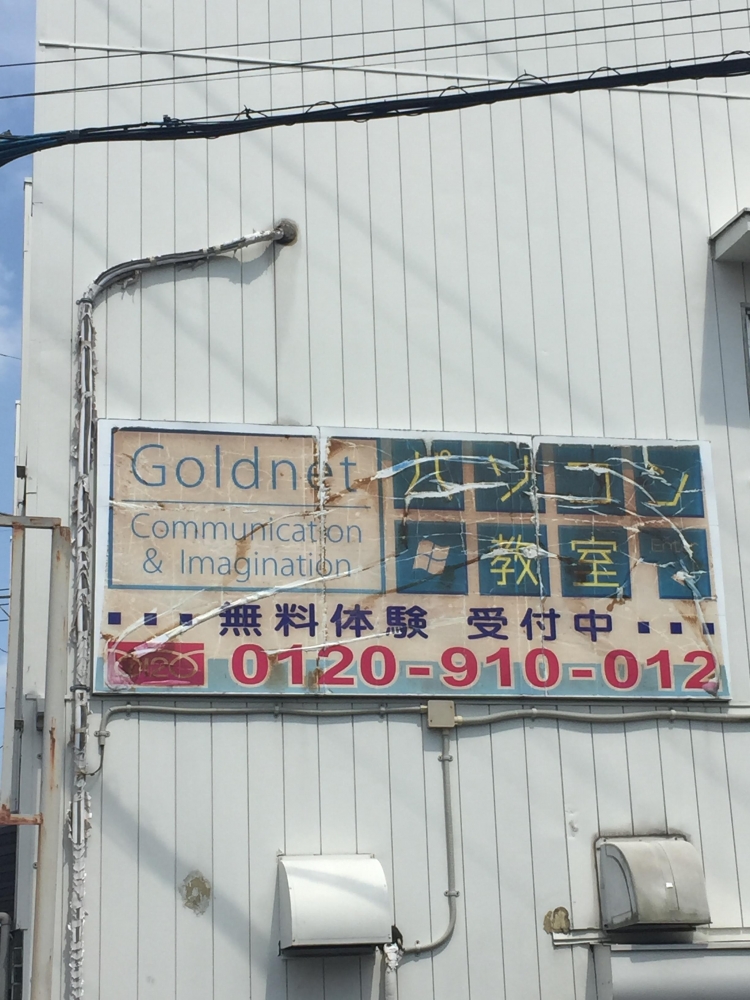 Goldnet
Communication
& Imagination
パソコン
教室
Enter
・・・無料体験 受付中・・・
0120-910-012